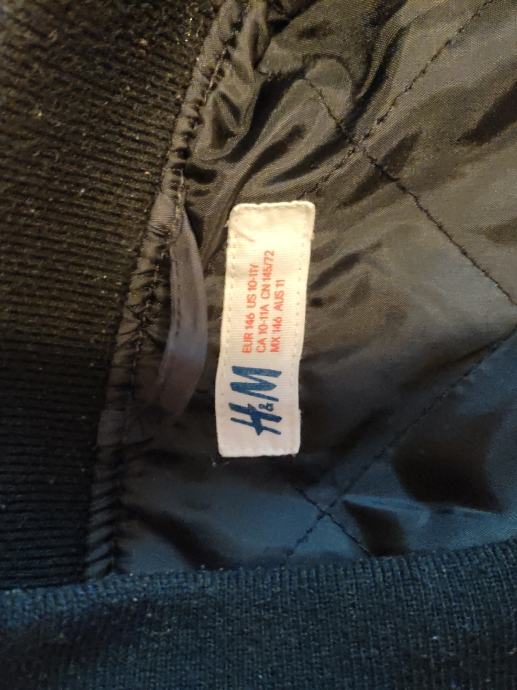 H&M
EUR 146 US 10-11Y
CA 10-11A CN 145/72
MX 146 AUS 11